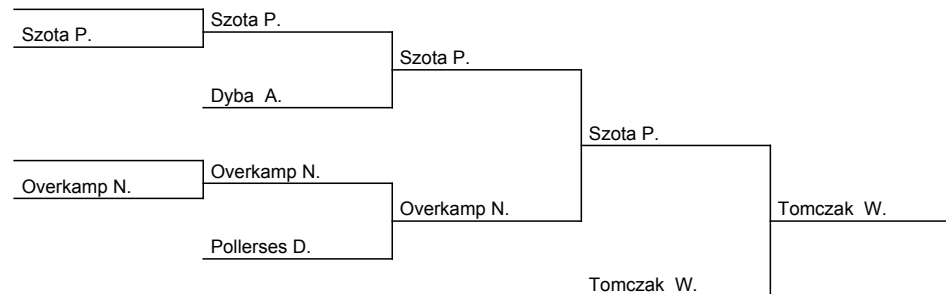 Szota P.
Szota P.
Szota P.
Dyba  A.
Szota P.
Overkamp N.
Overkamp N.
Overkamp N.
Tomczak  W.
Pollerses D.
Tomczak  W.